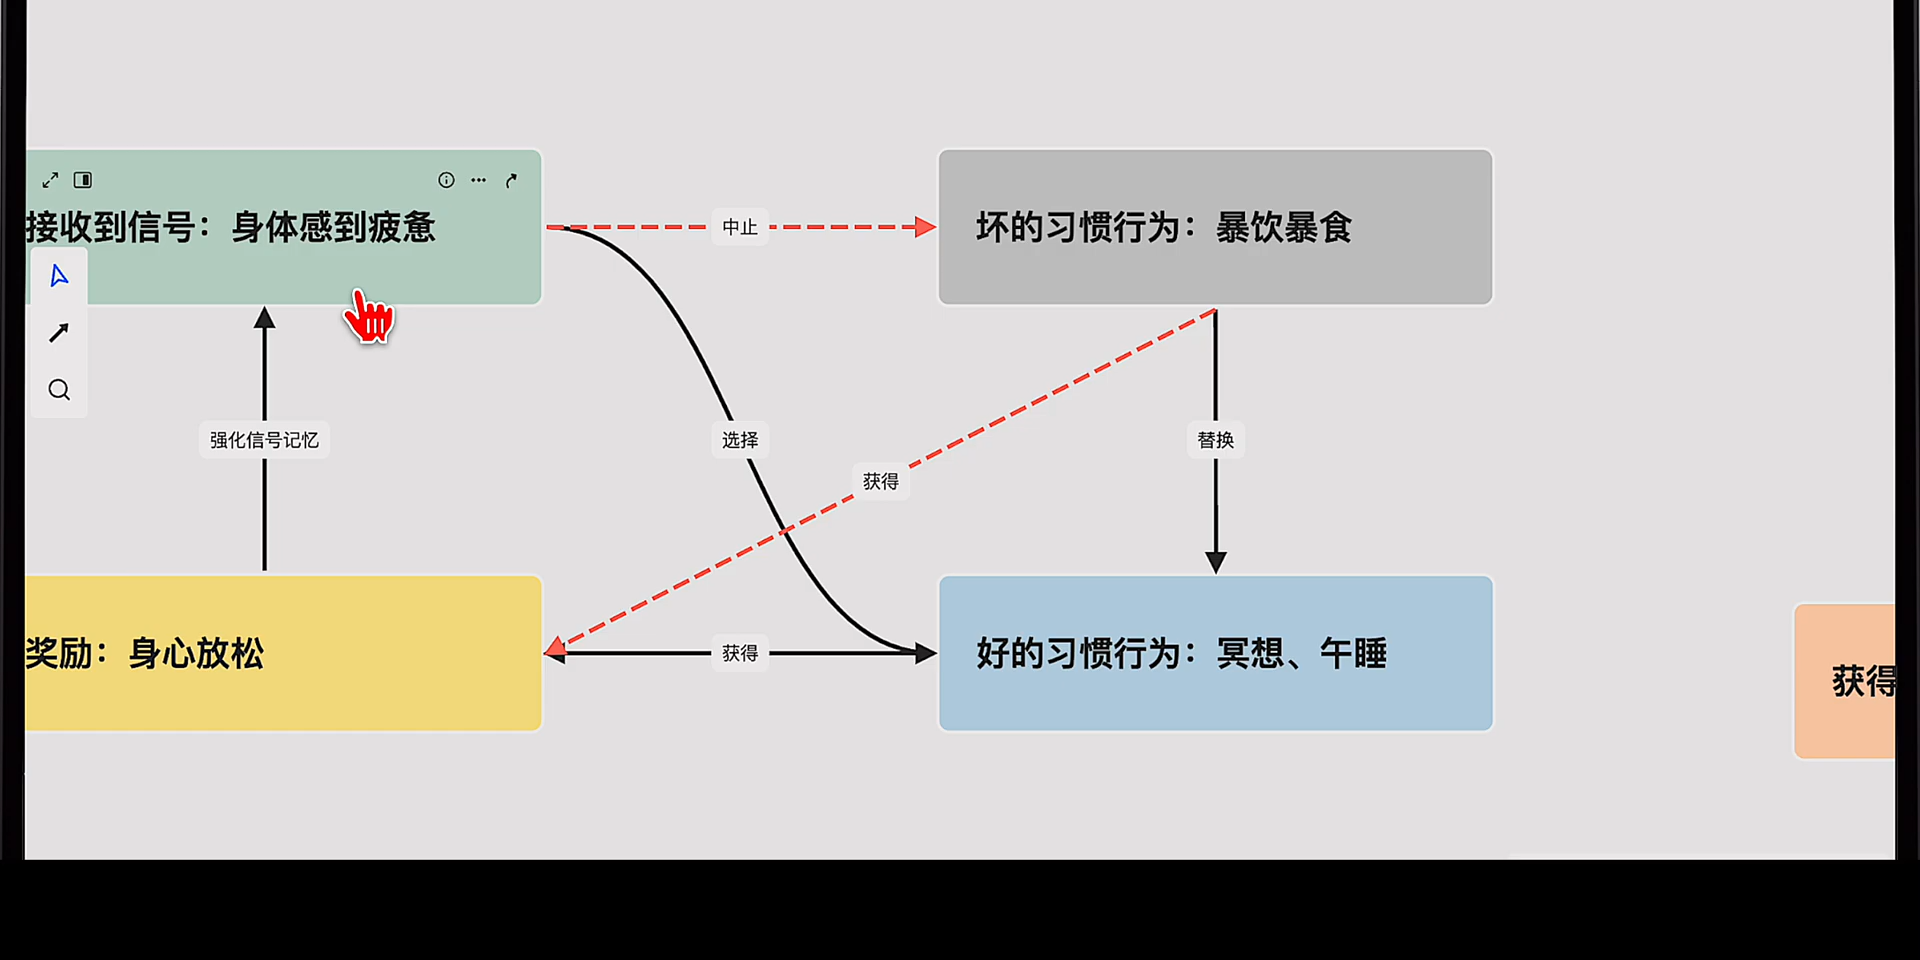 接收到信号：身体感到疲惫
中止
坏的习惯行为：暴饮暴食
强化信号记忆
选择
获得
替换
奖励：身心放松
获得
好的习惯行为：冥想、午睡
获得